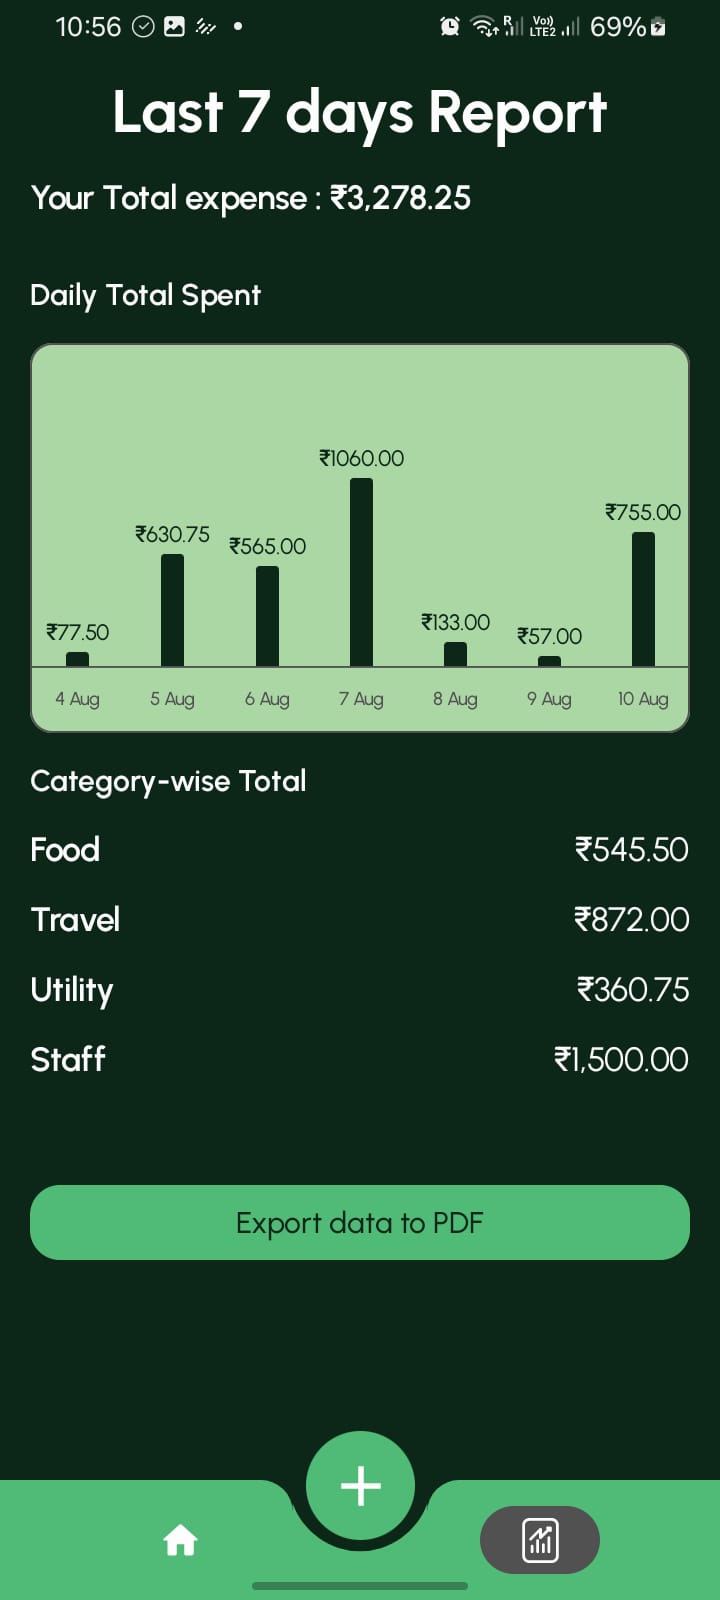 10:56
R Vo)) LTE2 69%
Last 7 days Report
Your Total expense : ₹3,278.25
Daily Total Spent
₹1060.00
₹755.00
₹630.75
₹565.00
₹133.00
₹77.50
₹57.00
4 Aug 5 Aug 6 Aug 7 Aug 8 Aug 9 Aug 10 Aug
Category-wise Total
Food ₹545.50
Travel ₹872.00
Utility ₹360.75
Staff ₹1,500.00
Export data to PDF